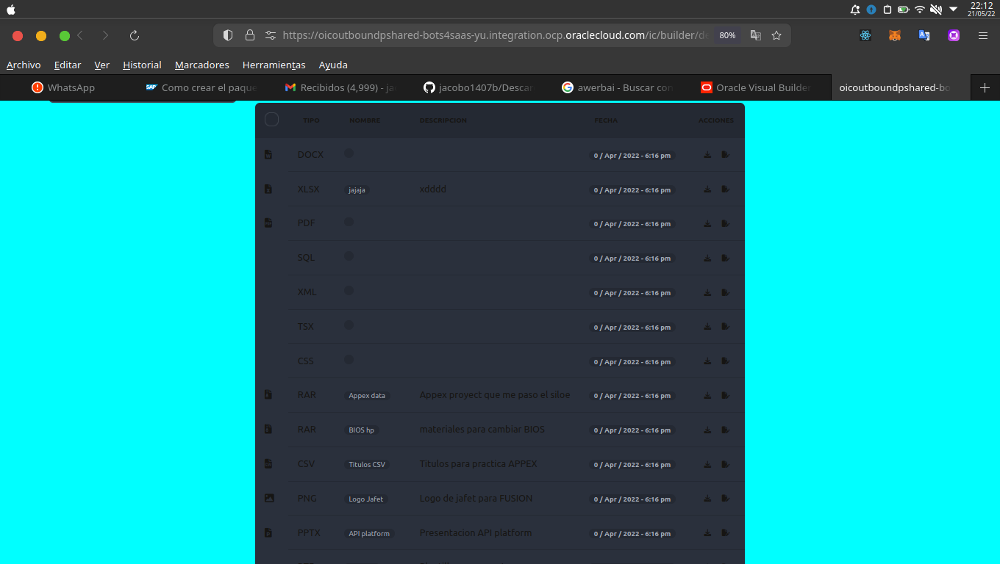 22:12
21/05/22
https://oicoutboundpshared-bots4saas-yu.integration.ocp.oraclecloud.com/ic/builder/de 80%
Archivo Editar Ver Historial Marcadores Herramientas Ayuda
WhatsApp SAP Como crear el paque Recibidos (4,999) - ja jacobo1407b/Descar awerbai - Buscar con Oracle Visual Builder oicoutboundpshared-bo
TIPO NOMBRE DESCRIPCION FECHA ACCIONES
DOCX 0 / Apr / 2022 - 6:16 pm
XLSX jajaja xdddd 0 / Apr / 2022 - 6:16 pm
PDF 0 / Apr / 2022 - 6:16 pm
SQL 0 / Apr / 2022 - 6:16 pm
XML 0 / Apr / 2022 - 6:16 pm
TSX 0 / Apr / 2022 - 6:16 pm
CSS 0 / Apr / 2022 - 6:16 pm
RAR Appex data Appex proyect que me paso el siloe 0 / Apr / 2022 - 6:16 pm
RAR BIOS hp materiales para cambiar BIOS 0 / Apr / 2022 - 6:16 pm
CSV Titulos CSV Titulos para practica APPEX 0 / Apr / 2022 - 6:16 pm
PNG Logo Jafet Logo de jafet para FUSION 0 / Apr / 2022 - 6:16 pm
PPTX API platform Presentacion API platform 0 / Apr / 2022 - 6:16 pm